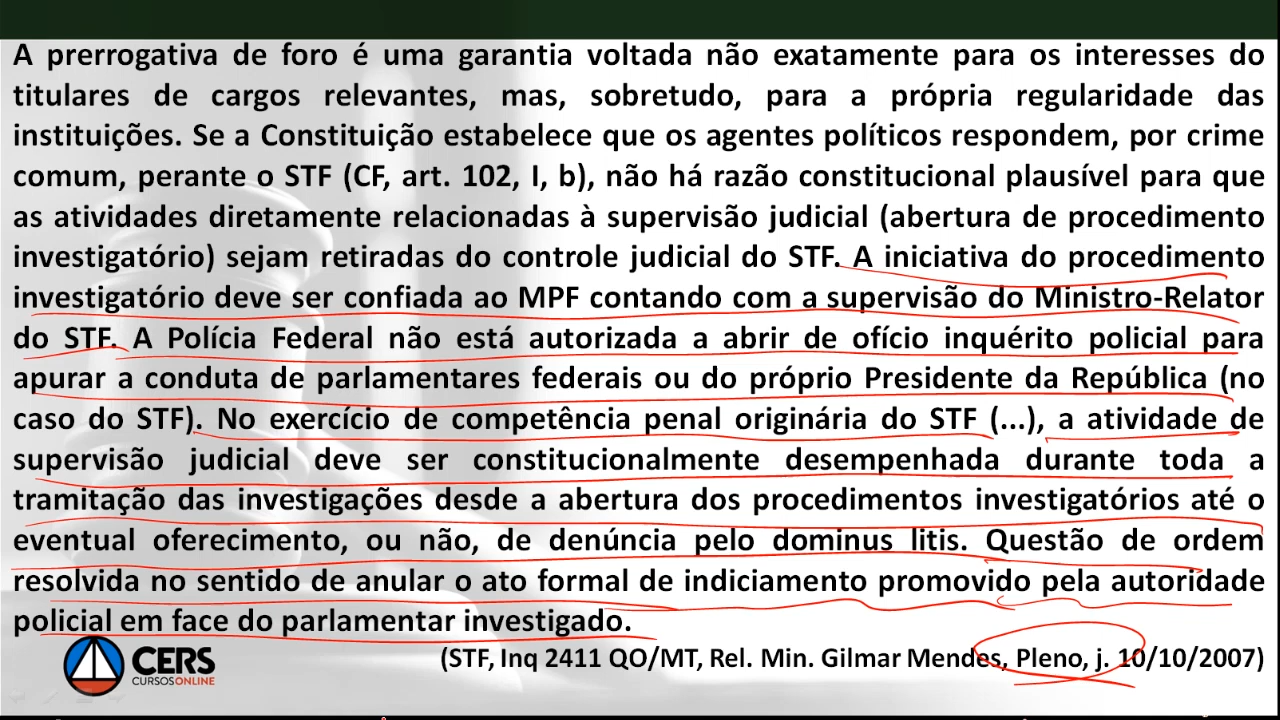 A prerrogativa de foro é uma garantia voltada não exatamente para os interesses do
titulares de cargos relevantes, mas, sobretudo, para a própria regularidade das
instituições. Se a Constituição estabelece que os agentes políticos respondem, por crime
comum, perante o STF (CF, art. 102, I, b), não há razão constitucional plausível para que
as atividades diretamente relacionadas à supervisão judicial (abertura de procedimento
investigatório) sejam retiradas do controle judicial do STF. A iniciativa do procedimento
investigatório deve ser confiada ao MPF contando com a supervisão do Ministro-Relator
do STF. A Polícia Federal não está autorizada a abrir de ofício inquérito policial para
apurar a conduta de parlamentares federais ou do próprio Presidente da República (no
caso do STF). No exercício de competência penal originária do STF (...), a atividade de
supervisão judicial deve ser constitucionalmente desempenhada durante toda a
tramitação das investigações desde a abertura dos procedimentos investigatórios até o
eventual oferecimento, ou não, de denúncia pelo dominus litis. Questão de ordem
resolvida no sentido de anular o ato formal de indiciamento promovido pela autoridade
policial em face do parlamentar investigado.
(STF, Inq 2411 QO/MT, Rel. Min. Gilmar Mendes, Pleno, j. 10/10/2007)
CERS
CURSOS ONLINE